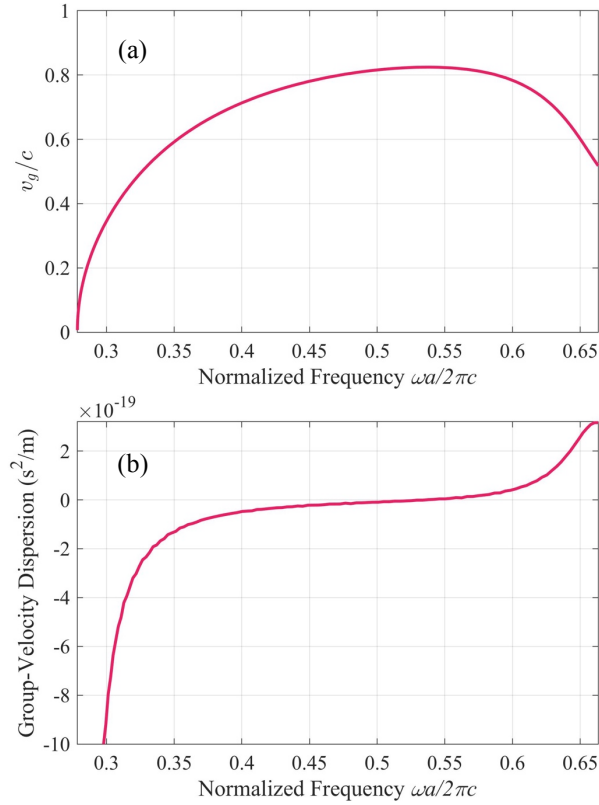 (a)
1
0.8
0.6
0.4
0.2
0
v_g/c
0.3 0.35 0.4 0.45 0.5 0.55 0.6 0.65
Normalized Frequency ωa/2πc
×10⁻¹⁹
(b)
2
0
-2
-4
-6
-8
-10
Group-Velocity Dispersion (s²/m)
0.3 0.35 0.4 0.45 0.5 0.55 0.6 0.65
Normalized Frequency ωa/2πc